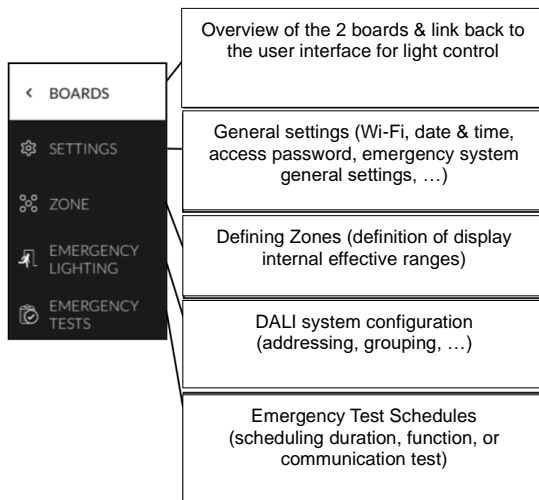 Overview of the 2 boards & link back to
the user interface for light control
< BOARDS
General settings (Wi-Fi, date & time,
access password, emergency system
general settings, …)
SETTINGS
ZONE
Defining Zones (definition of display
internal effective ranges)
EMERGENCY
LIGHTING
DALI system configuration
(addressing, grouping, …)
EMERGENCY
TESTS
Emergency Test Schedules
(scheduling duration, function, or
communication test)